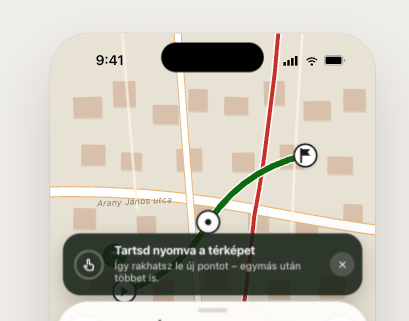 9:41
Arany János utca
Tartsd nyomva a térképet
Így rakhatsz le új pontot – egymás után
többet is.